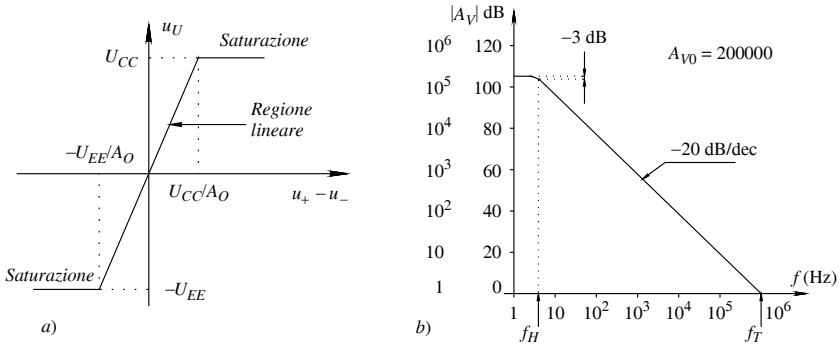 u_U
Saturazione
U_CC
Regione
lineare
−U_EE/A_O
U_CC/A_O
u_+ − u_−
Saturazione
−U_EE
a)
|A_V| dB
−3 dB
10^6 120
A_V0 = 200000
10^5 100
10^4 80
−20 dB/dec
10^3 60
10^2 40
10 20
f (Hz)
1 0
1 10 10^2 10^3 10^4 10^5 10^6
b)
f_H
f_T